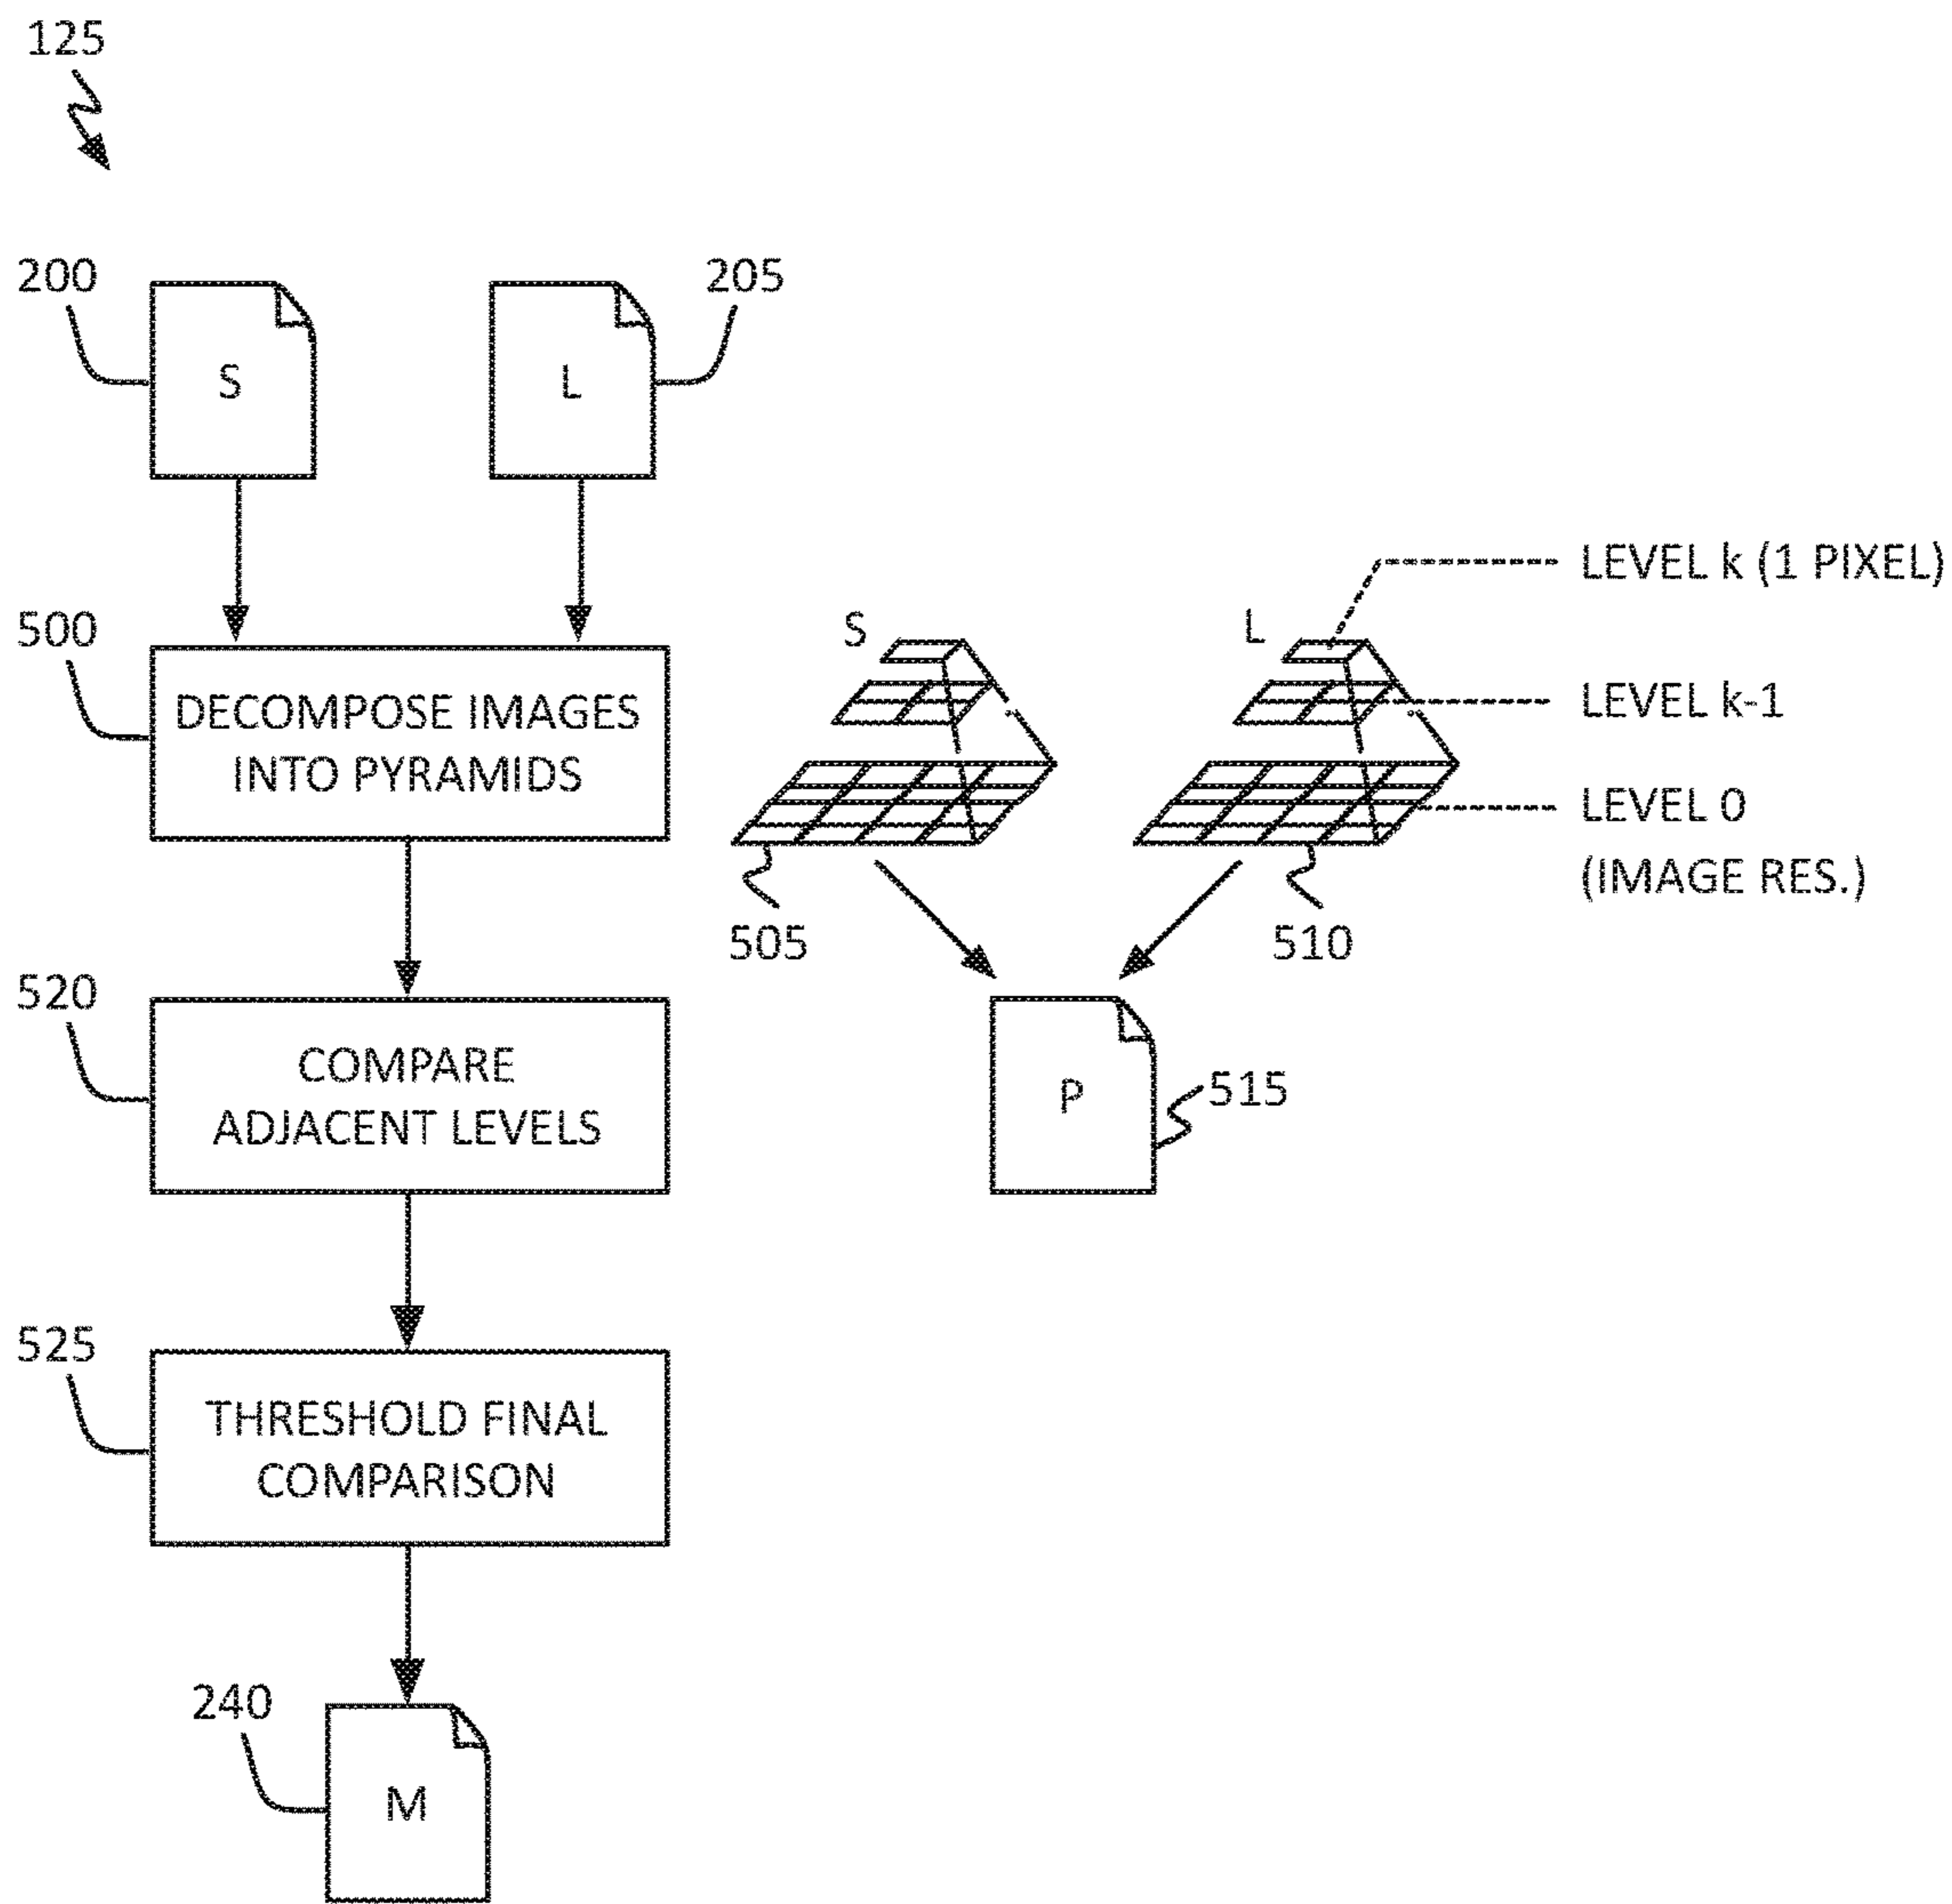 125
200
205
S
L
500
DECOMPOSE IMAGES
INTO PYRAMIDS
S
L
LEVEL k (1 PIXEL)
LEVEL k-1
LEVEL 0
(IMAGE RES.)
505
510
520
COMPARE
ADJACENT LEVELS
P
515
525
THRESHOLD FINAL
COMPARISON
240
M